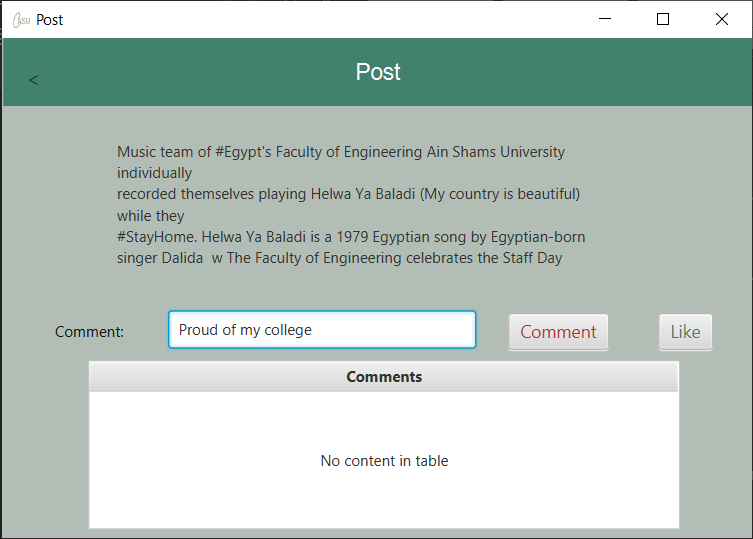 Post
<
Post
Music team of #Egypt's Faculty of Engineering Ain Shams University
individually
recorded themselves playing Helwa Ya Baladi (My country is beautiful)
while they
#StayHome. Helwa Ya Baladi is a 1979 Egyptian song by Egyptian-born
singer Dalida  w The Faculty of Engineering celebrates the Staff Day
Comment: Proud of my college Comment Like
Comments
No content in table